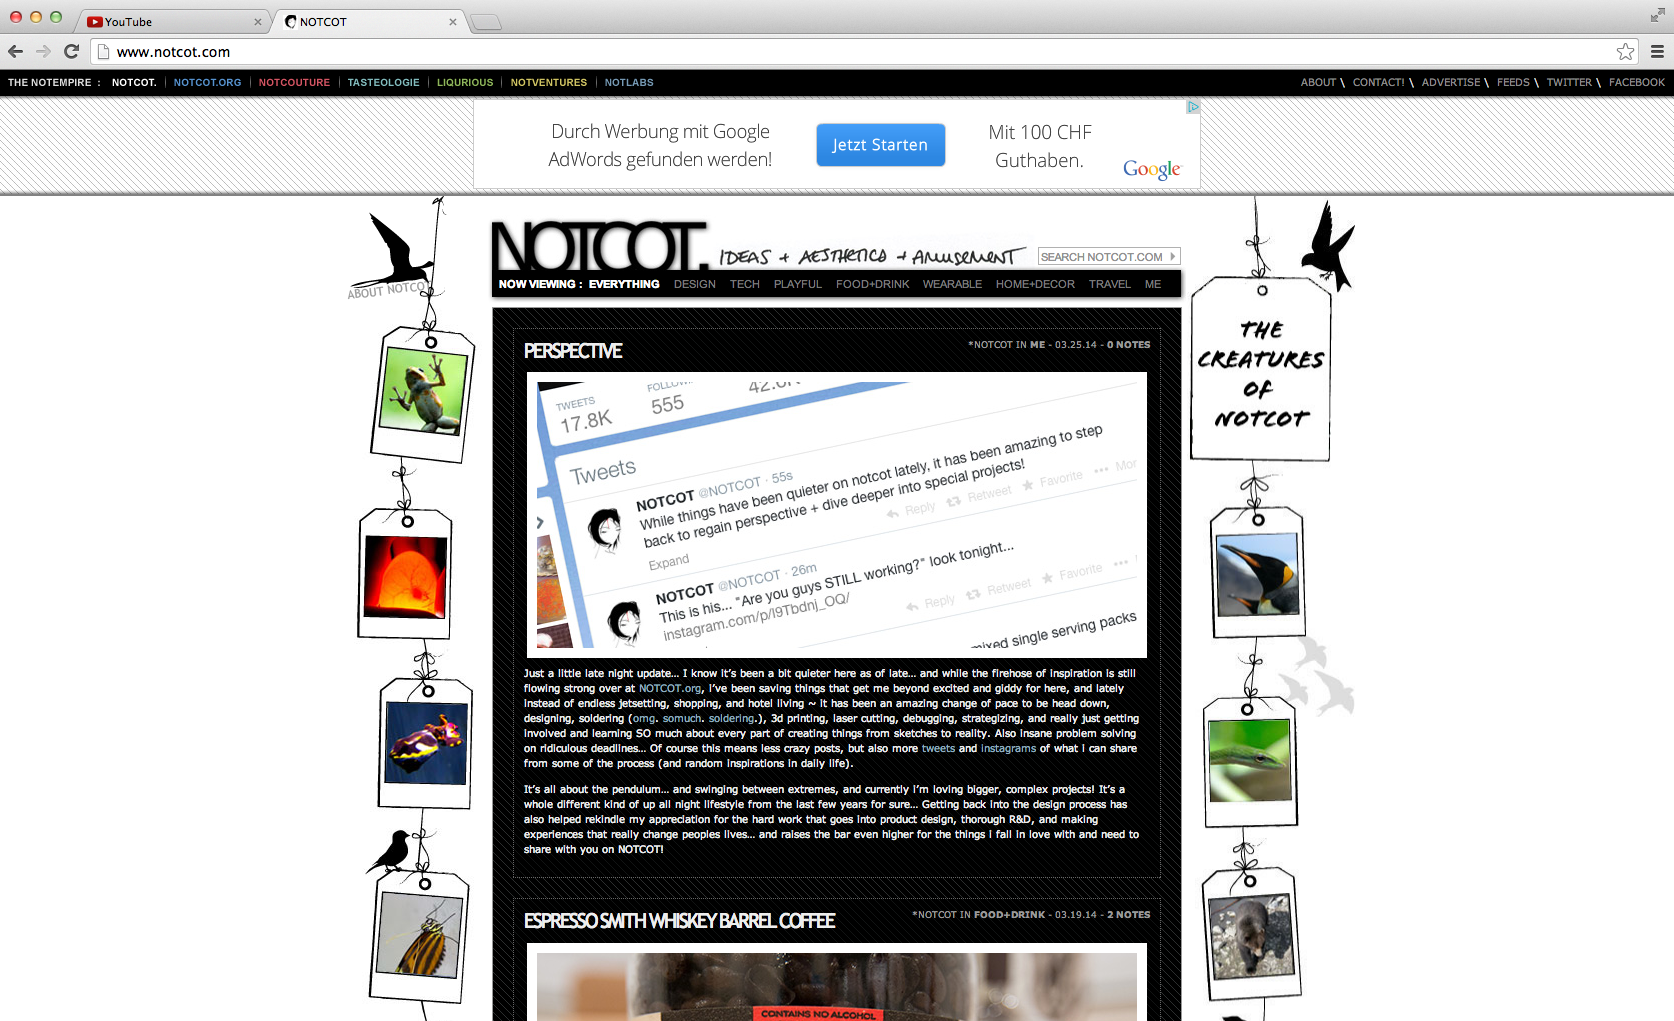 YouTube
NOTCOT
www.notcot.com
THE NOTEMPIRE : NOTCOT. NOTCOT.ORG NOTCOUTURE TASTEOLOGIE LIQURIOUS NOTVENTURES NOTLABS
ABOUT \ CONTACT! \ ADVERTISE \ FEEDS \ TWITTER \ FACEBOOK
Durch Werbung mit Google
AdWords gefunden werden!
Jetzt Starten
Mit 100 CHF
Guthaben.
Google
NOTCOT.
IDEAS + AESTHETICS + AMUSEMENT
SEARCH NOTCOT.COM
ABOUT NOTCO
NOW VIEWING : EVERYTHING DESIGN TECH PLAYFUL FOOD+DRINK WEARABLE HOME+DECOR TRAVEL ME
THE
CREATURES
OF
NOTCOT
PERSPECTIVE
*NOTCOT IN ME - 03.25.14 - 0 NOTES
TWEETS
17.8K
555
Tweets
NOTCOT @NOTCOT · 55s
While things have been quieter on notcot lately, it has been amazing to step
back to regain perspective + dive deeper into special projects!
Expand
Reply Retweet Favorite ••• Mor
NOTCOT @NOTCOT · 26m
This is his... "Are you guys STILL working?" look tonight...
instagram.com/p/l9Tbdnj_OQ/
Reply Retweet Favorite •••
mixed single serving packs
Just a little late night update... I know it's been a bit quieter here as of late... and while the firehose of inspiration is still
flowing strong over at NOTCOT.org, i've been saving things that get me beyond excited and giddy for here, and lately
instead of endless jetsetting, shopping, and hotel living ~ it has been an amazing change of pace to be head down,
designing, soldering (omg. somuch. soldering.), 3d printing, laser cutting, debugging, strategizing, and really just getting
involved and learning SO much about every part of creating things from sketches to reality. Also insane problem solving
on ridiculous deadlines... Of course this means less crazy posts, but also more tweets and instagrams of what i can share
from some of the process (and random inspirations in daily life).
It's all about the pendulum... and swinging between extremes, and currently i'm loving bigger, complex projects! It's a
whole different kind of up all night lifestyle from the last few years for sure... Getting back into the design process has
also helped rekindle my appreciation for the hard work that goes into product design, thorough R&D, and making
experiences that really change peoples lives... and raises the bar even higher for the things i fall in love with and need to
share with you on NOTCOT!
ESPRESSO SMITH WHISKEY BARREL COFFEE
*NOTCOT IN FOOD+DRINK - 03.19.14 - 2 NOTES
CONTAINS NO ALCOHOL